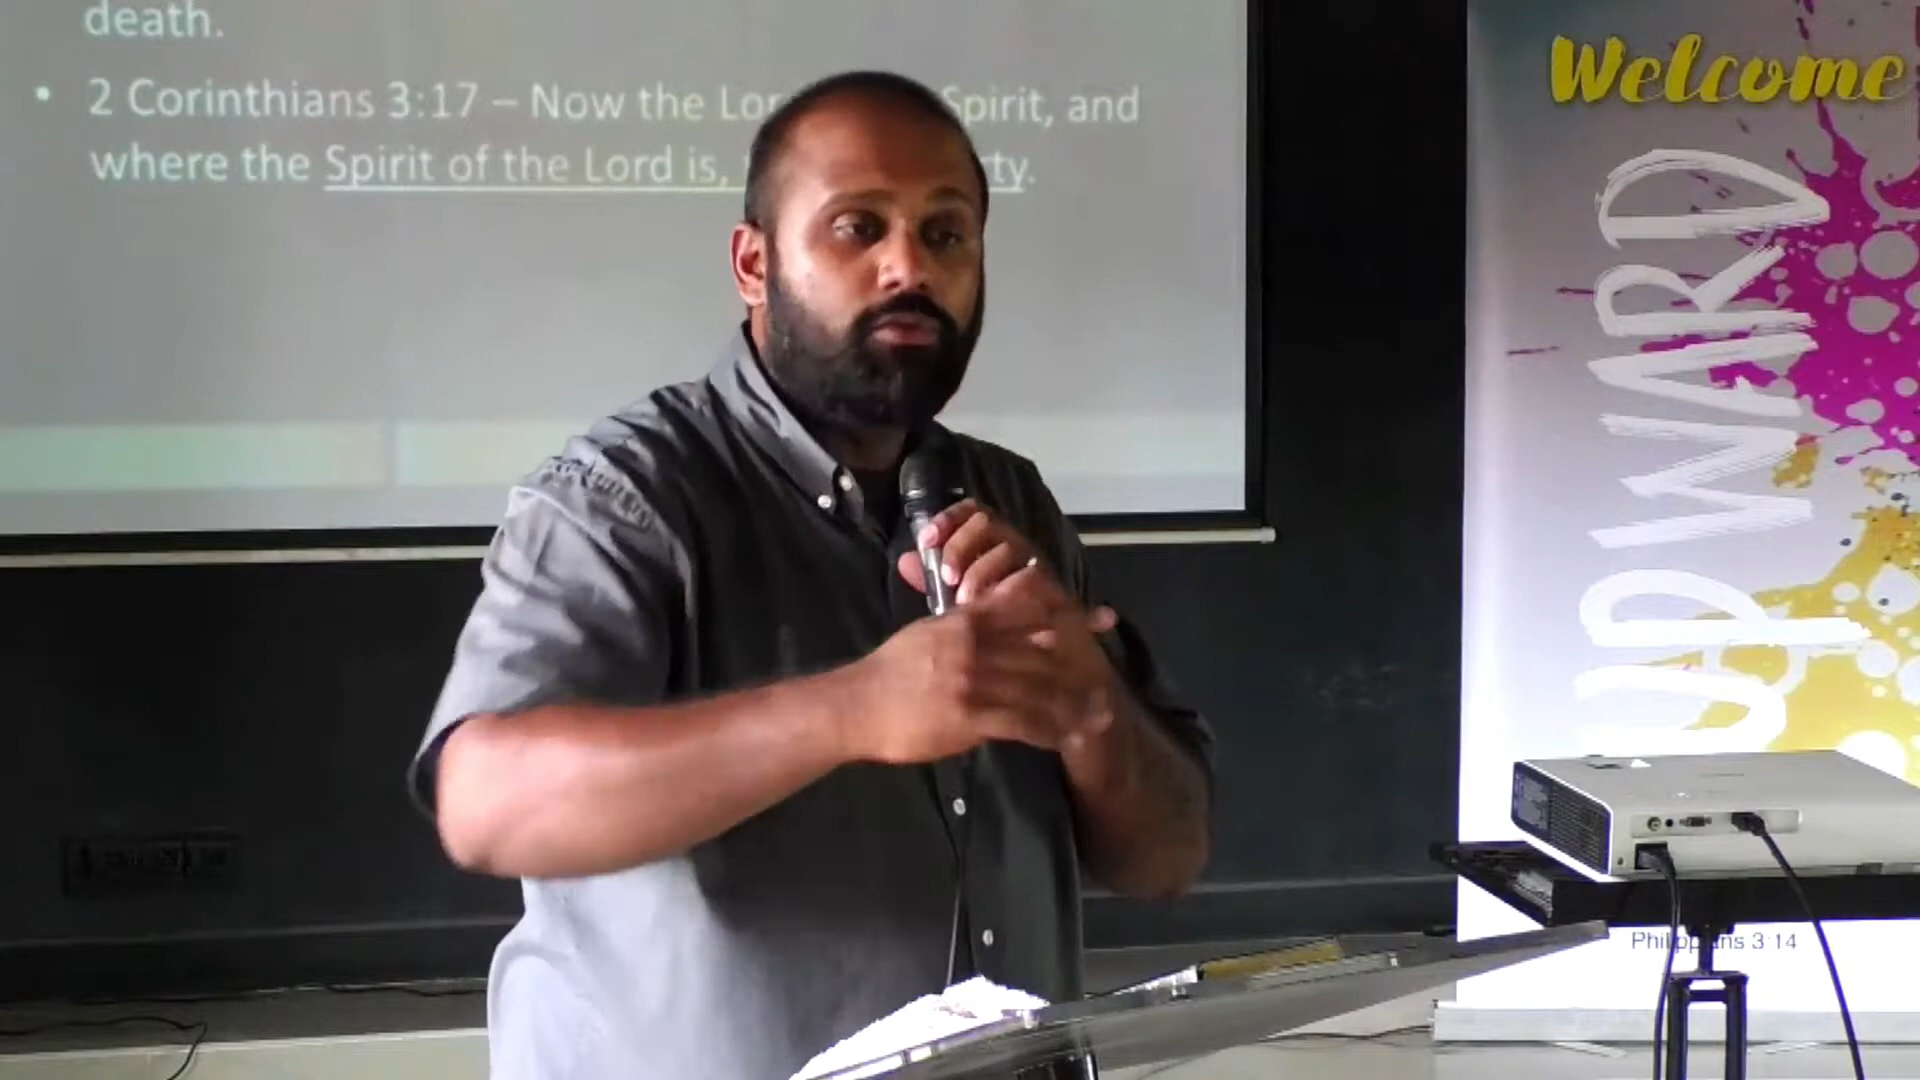 death.
• 2 Corinthians 3:17 – Now the Lor Spirit, and
where the Spirit of the Lord is, ty.
Welcome
UPWARD
Philippians 3:14